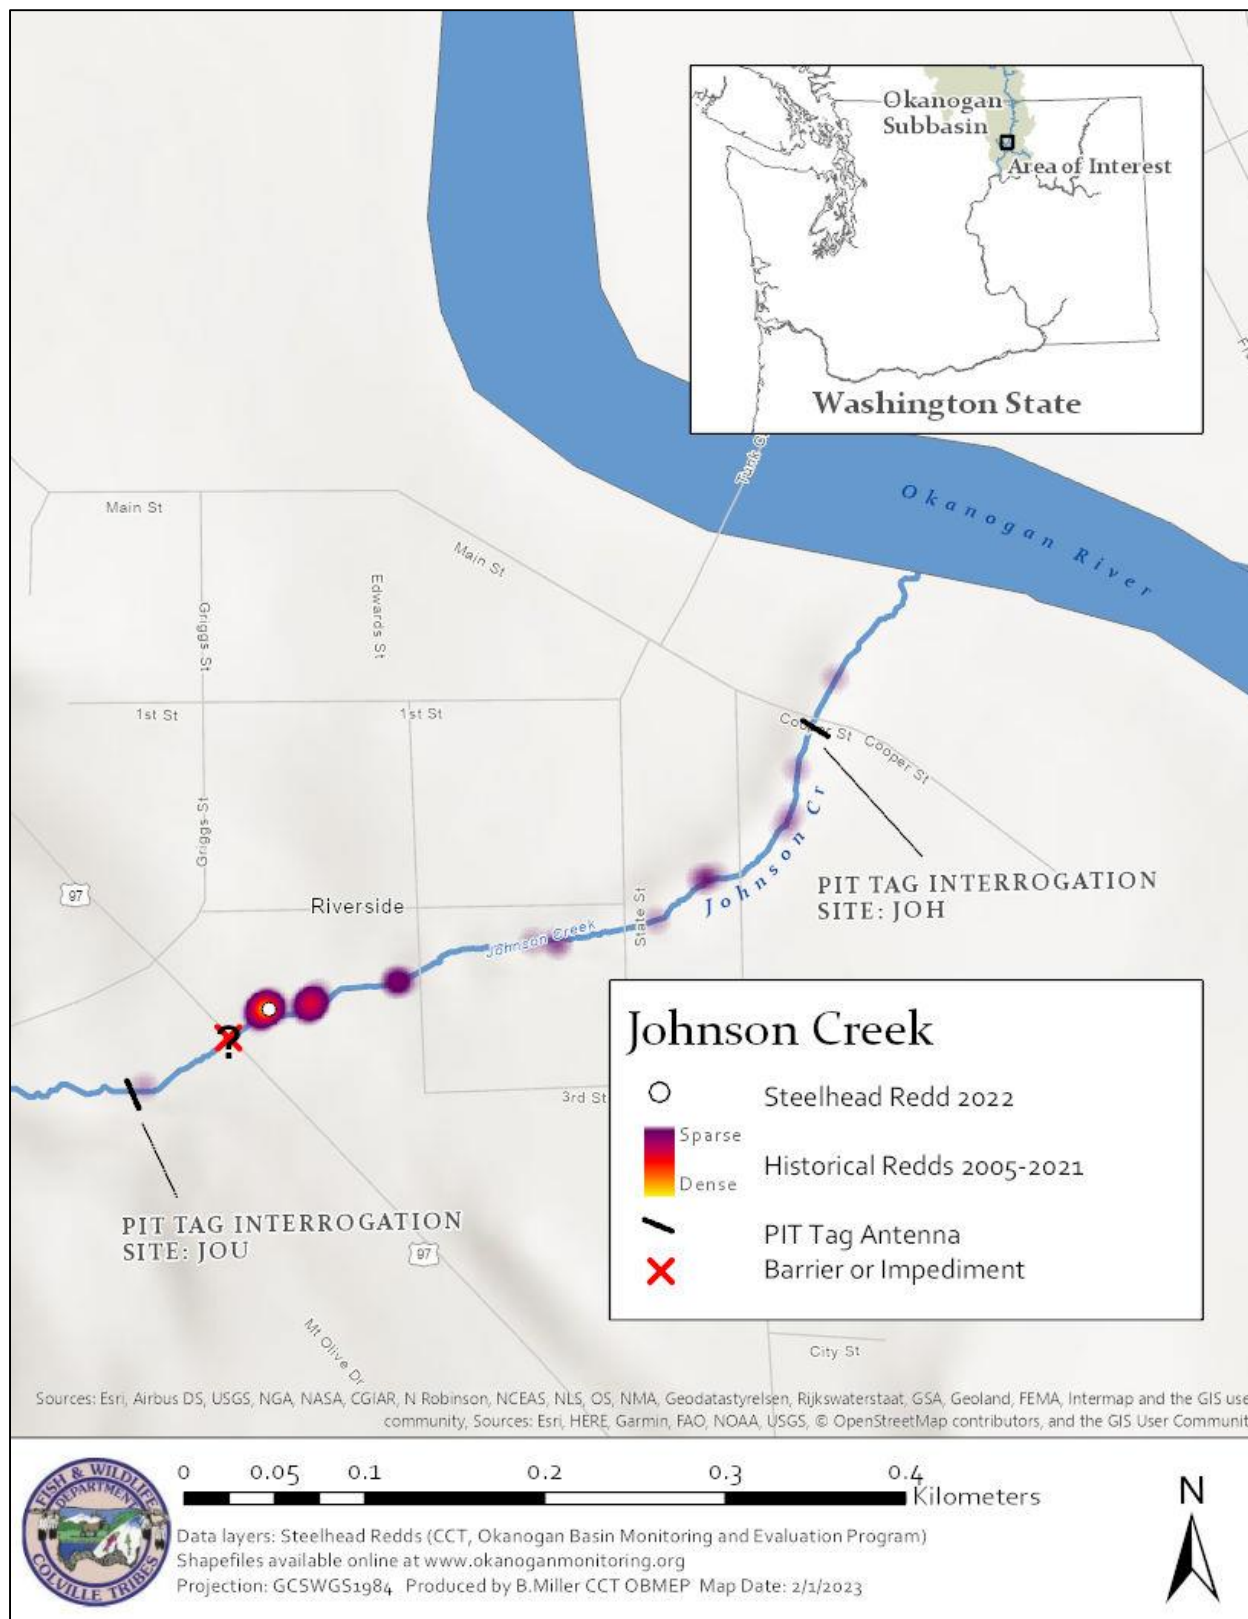 Okanogan
Subbasin
Area of Interest
Washington State
Okanogan River
Main St
Main St
Edwards St
Griggs St
1st St
1st St
Cooper St
Cooper St
Griggs St
Johnson Cr
PIT TAG INTERROGATION
SITE: JOH
97
Riverside
State St
Johnson Creek
?
3rd St
PIT TAG INTERROGATION
SITE: JOU
97
Mt Olive Dr
City St
Johnson Creek
Steelhead Redd 2022
Sparse
Dense
Historical Redds 2005-2021
PIT Tag Antenna
Barrier or Impediment
Sources: Esri, Airbus DS, USGS, NGA, NASA, CGIAR, N Robinson, NCEAS, NLS, OS, NMA, Geodatastyrelsen, Rijkswaterstaat, GSA, Geoland, FEMA, Intermap and the GIS use
community, Sources: Esri, HERE, Garmin, FAO, NOAA, USGS, © OpenStreetMap contributors, and the GIS User Communit
0 0.05 0.1 0.2 0.3 0.4
Kilometers
N
FISH & WILDLIFE
DEPARTMENT
COLVILLE TRIBES
Data layers: Steelhead Redds (CCT, Okanogan Basin Monitoring and Evaluation Program)
Shapefiles available online at www.okanoganmonitoring.org
Projection: GCSWGS1984 Produced by B.Miller CCT OBMEP Map Date: 2/1/2023